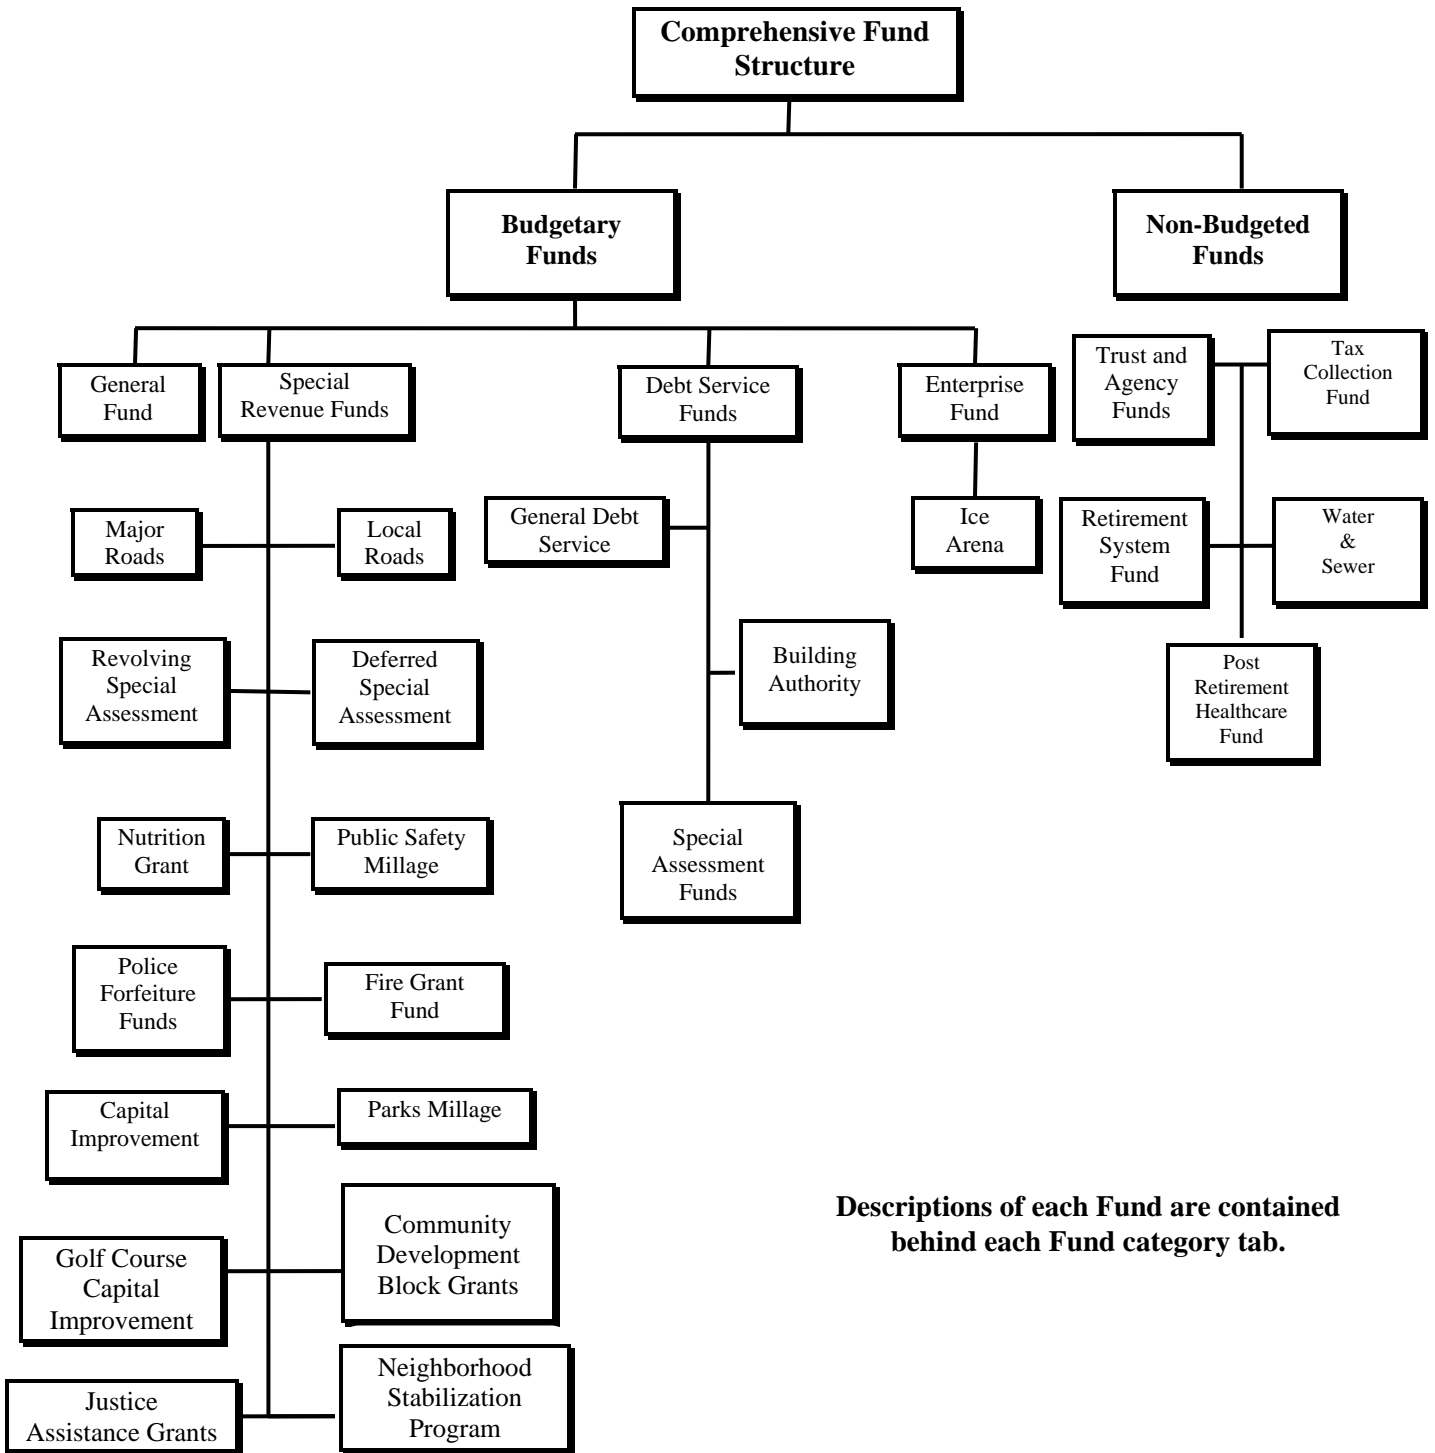 Comprehensive Fund
Structure
Budgetary
Funds
Non-Budgeted
Funds
General
Fund
Special
Revenue Funds
Debt Service
Funds
Enterprise
Fund
Trust and
Agency
Funds
Tax
Collection
Fund
Major
Roads
Local
Roads
General Debt
Service
Ice
Arena
Retirement
System
Fund
Water
&
Sewer
Revolving
Special
Assessment
Deferred
Special
Assessment
Building
Authority
Post
Retirement
Healthcare
Fund
Nutrition
Grant
Public Safety
Millage
Special
Assessment
Funds
Police
Forfeiture
Funds
Fire Grant
Fund
Capital
Improvement
Parks Millage
Golf Course
Capital
Improvement
Community
Development
Block Grants
Descriptions of each Fund are contained
behind each Fund category tab.
Justice
Assistance Grants
Neighborhood
Stabilization
Program